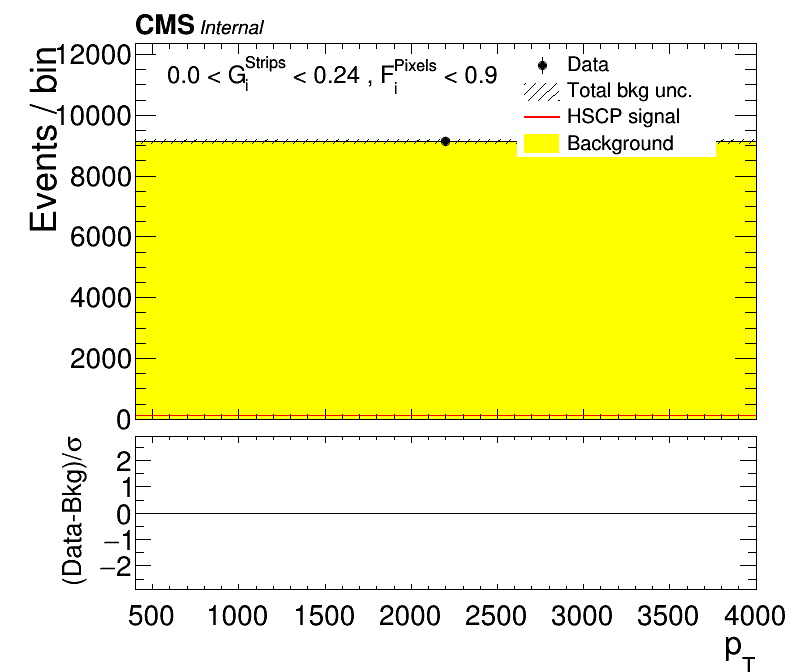 CMS Internal
0.0 < G_i^Strips < 0.24 , F_i^Pixels < 0.9
Data
Total bkg unc.
HSCP signal
Background
Events / bin
12000
10000
8000
6000
4000
2000
0
(Data-Bkg)/σ
2
1
0
−1
−2
500 1000 1500 2000 2500 3000 3500 4000
p_T